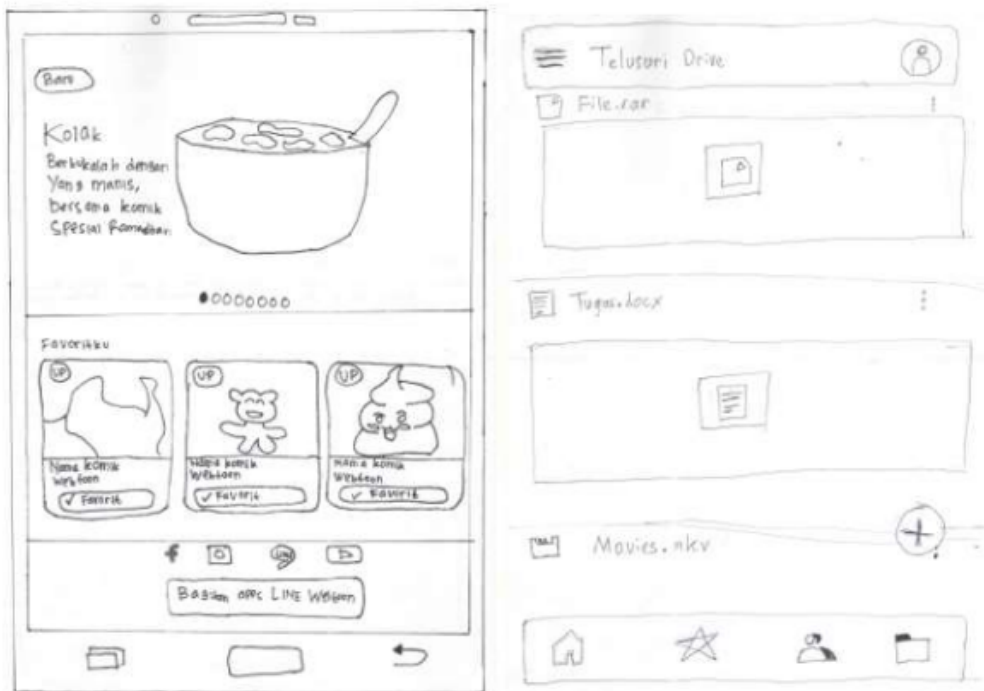 Baru
Kolak
Berbukalah dengan
Yang manis,
bersama komik
Spesial Ramadhan
Favoritku
UP
UP
UP
Nama komik
Webtoon
✓ Favorit
Nama komik
Webtoon
✓ Favorit
Nama komik
Webtoon
✓ Favorit
f
LINE
Bagikan apps LINE Webtoon
Telusuri Drive
File.rar
Tugas.docx
Movies.mkv